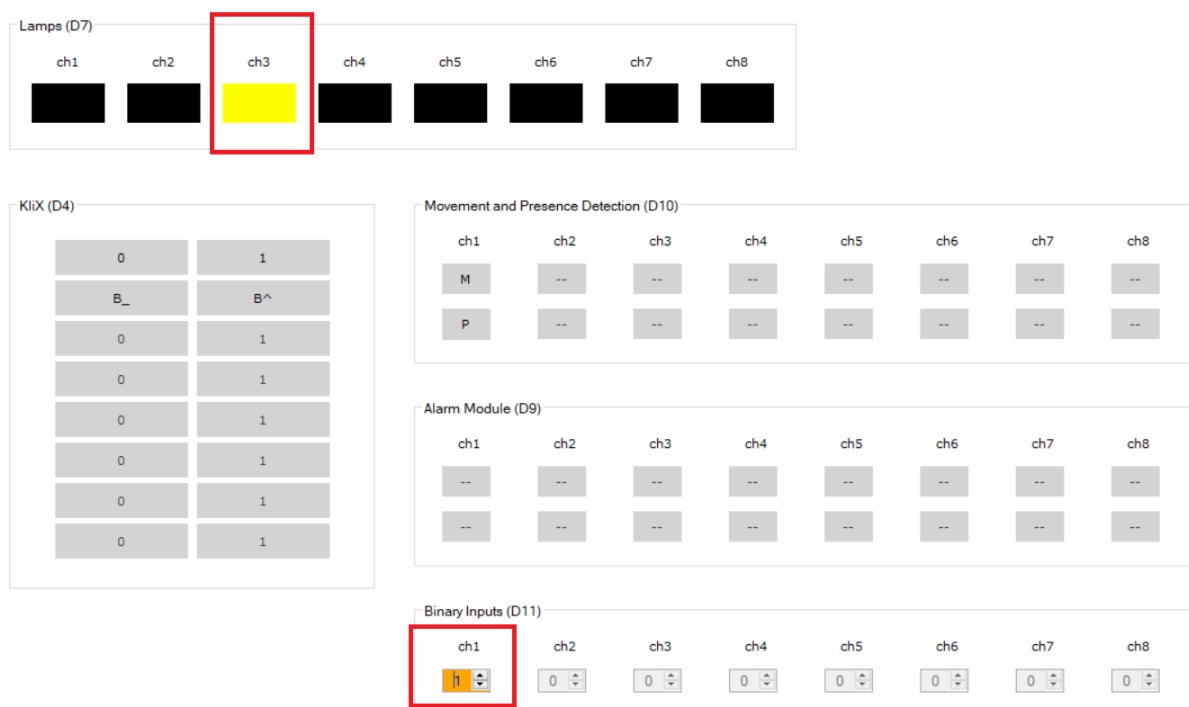 Lamps (D7)
ch1 ch2 ch3 ch4 ch5 ch6 ch7 ch8
KliX (D4)
0 1
B_ B^
0 1
0 1
0 1
0 1
0 1
0 1
Movement and Presence Detection (D10)
ch1 ch2 ch3 ch4 ch5 ch6 ch7 ch8
M -- -- -- -- -- -- --
P -- -- -- -- -- -- --
Alarm Module (D9)
ch1 ch2 ch3 ch4 ch5 ch6 ch7 ch8
-- -- -- -- -- -- -- --
-- -- -- -- -- -- -- --
Binary Inputs (D11)
ch1 ch2 ch3 ch4 ch5 ch6 ch7 ch8
1 0 0 0 0 0 0 0